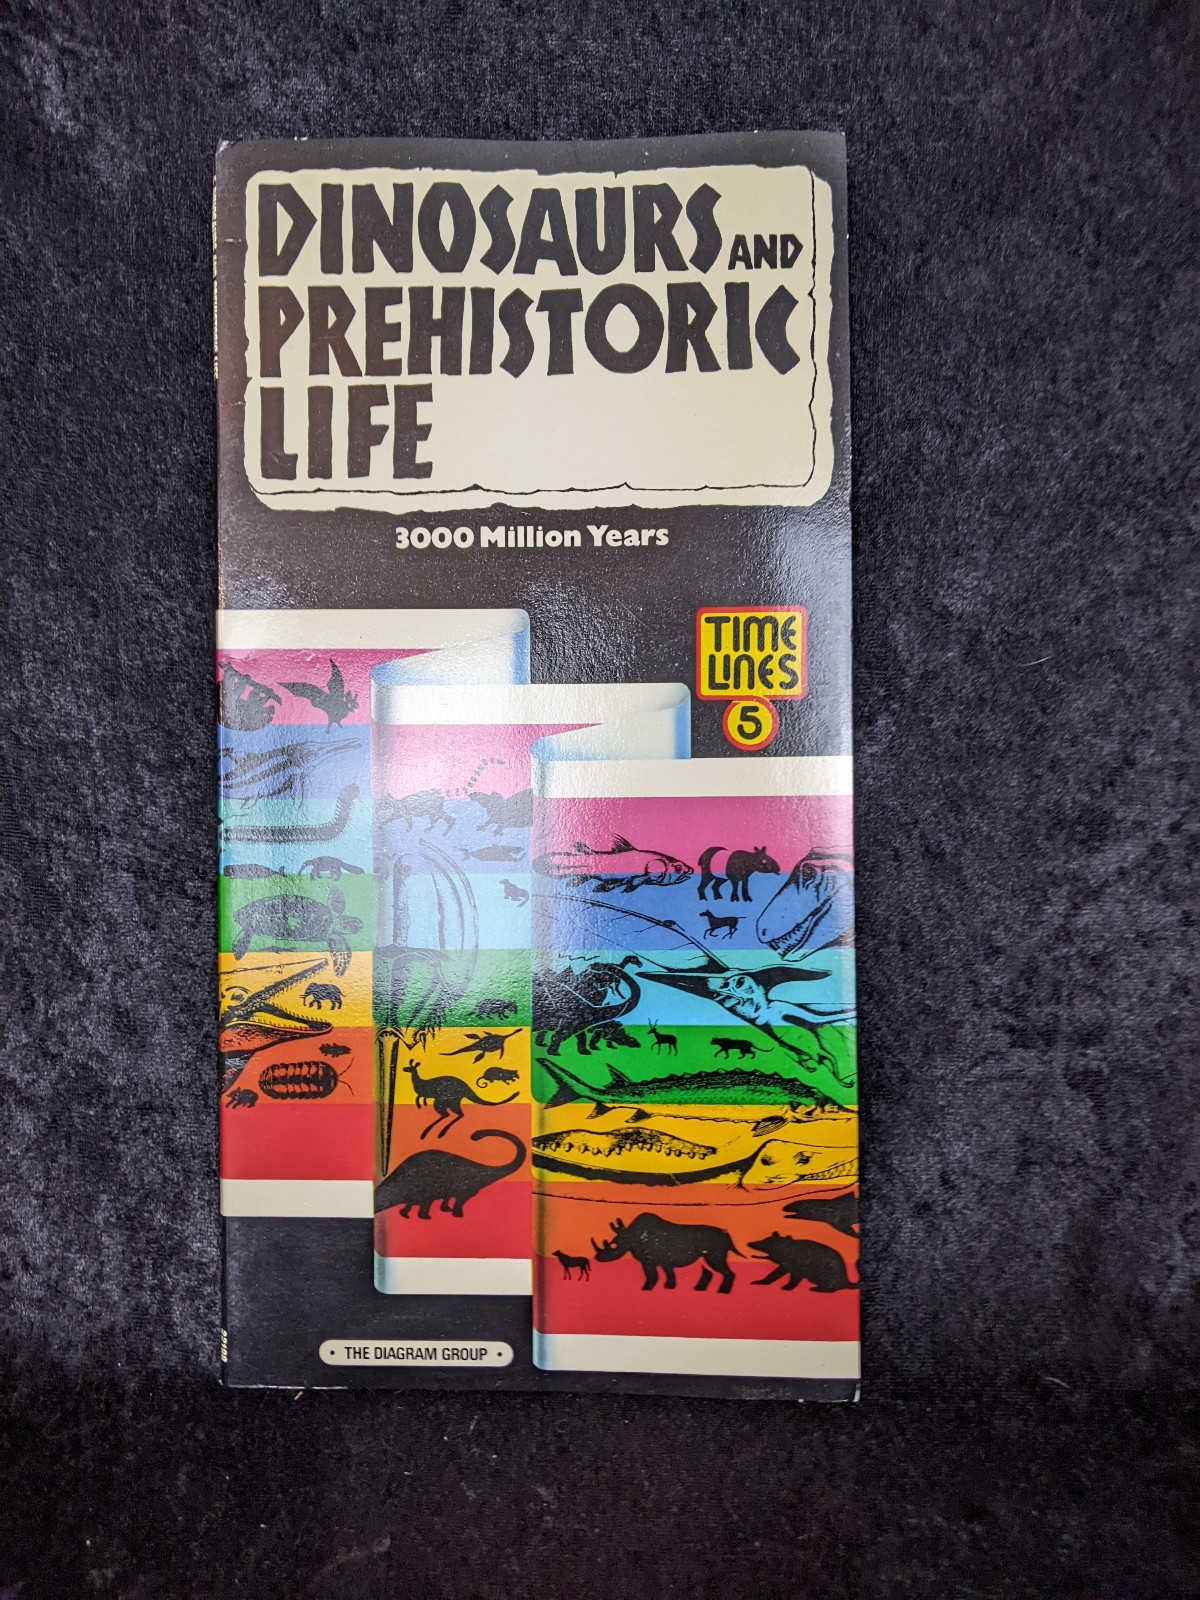 DINOSAURS AND
PREHISTORIC
LIFE
3000 Million Years
TIME
LINES
5
• THE DIAGRAM GROUP •